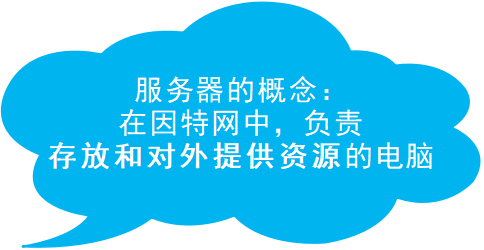 服务器的概念：
在因特网中，负责
存放和对外提供资源的电脑